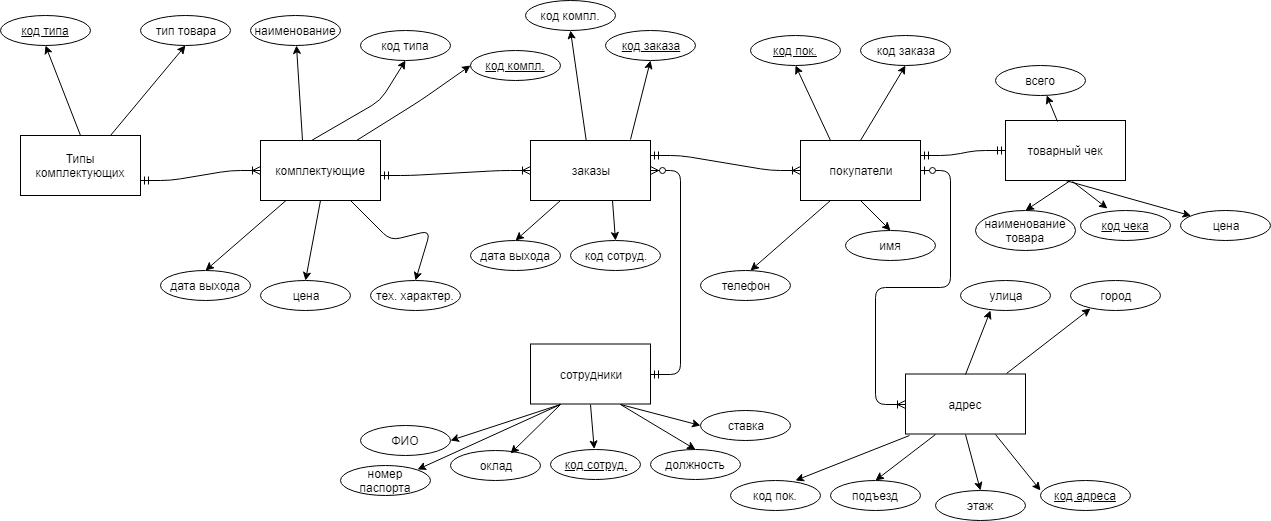 код типа
тип товара
наименование
код типа
код компл.
код компл.
код заказа
код пок.
код заказа
всего
Типы
комплектующих
комплектующие
заказы
покупатели
товарный чек
дата выхода
цена
тех. характер.
дата выхода
код сотруд.
телефон
имя
наименование
товара
код чека
цена
улица
город
сотрудники
адрес
ФИО
номер
паспорта
оклад
код сотруд.
должность
ставка
код пок.
подъезд
этаж
код адреса